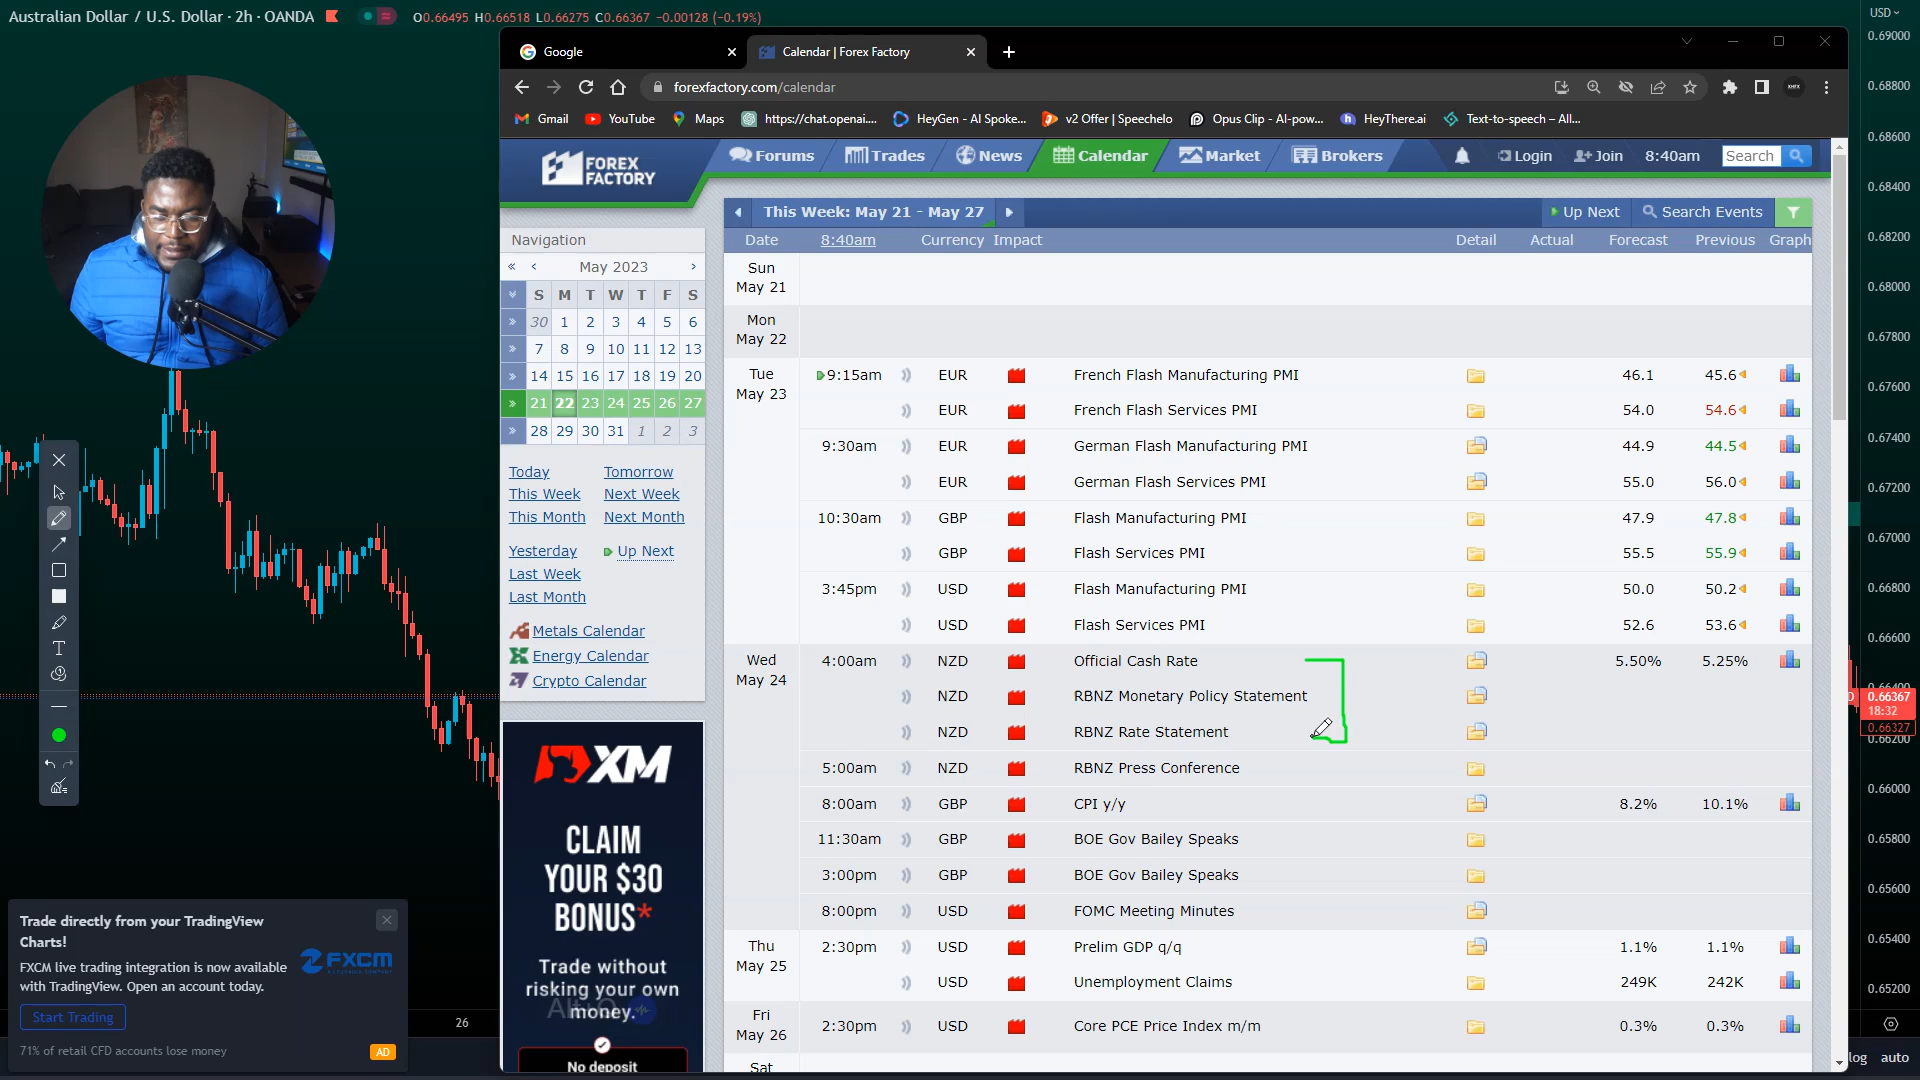 Australian Dollar / U.S. Dollar · 2h · OANDA
O0.66495 H0.66518 L0.66275 C0.66367 −0.00128 (−0.19%)
USD
Google
Calendar | Forex Factory
forexfactory.com/calendar
Gmail
YouTube
Maps
https://chat.openai....
HeyGen - AI Spoke...
v2 Offer | Speechelo
Opus Clip - AI-pow...
HeyThere.ai
Text-to-speech – All...
FOREX
FACTORY
Forums
Trades
News
Calendar
Market
Brokers
Login
Join
8:40am
Search
This Week: May 21 - May 27
Up Next
Search Events
Date 8:40am Currency Impact Detail Actual Forecast Previous Graph
Sun
May 21
Mon
May 22
Tue
May 23
9:15am EUR French Flash Manufacturing PMI 46.1 45.6
EUR French Flash Services PMI 54.0 54.6
9:30am EUR German Flash Manufacturing PMI 44.9 44.5
EUR German Flash Services PMI 55.0 56.0
10:30am GBP Flash Manufacturing PMI 47.9 47.8
GBP Flash Services PMI 55.5 55.9
3:45pm USD Flash Manufacturing PMI 50.0 50.2
USD Flash Services PMI 52.6 53.6
Wed
May 24
4:00am NZD Official Cash Rate 5.50% 5.25%
NZD RBNZ Monetary Policy Statement
NZD RBNZ Rate Statement
5:00am NZD RBNZ Press Conference
8:00am GBP CPI y/y 8.2% 10.1%
11:30am GBP BOE Gov Bailey Speaks
3:00pm GBP BOE Gov Bailey Speaks
8:00pm USD FOMC Meeting Minutes
Thu
May 25
2:30pm USD Prelim GDP q/q 1.1% 1.1%
USD Unemployment Claims 249K 242K
Fri
May 26
2:30pm USD Core PCE Price Index m/m 0.3% 0.3%
Sat
Navigation
« ‹ May 2023 ›
S M T W T F S
30 1 2 3 4 5 6
7 8 9 10 11 12 13
14 15 16 17 18 19 20
21 22 23 24 25 26 27
28 29 30 31 1 2 3
Today Tomorrow
This Week Next Week
This Month Next Month
Yesterday Up Next
Last Week
Last Month
Metals Calendar
Energy Calendar
Crypto Calendar
XM
CLAIM
YOUR $30
BONUS*
Trade without
risking your own
money.
No deposit
T
Trade directly from your TradingView
Charts!
FXCM live trading integration is now available
with TradingView. Open an account today.
FXCM
Start Trading
71% of retail CFD accounts lose money
AD
26
0.69000
0.68800
0.68600
0.68400
0.68200
0.68000
0.67800
0.67600
0.67400
0.67200
0.67000
0.66800
0.66600
0.66367
18:32
0.66327
0.66200
0.66000
0.65800
0.65600
0.65400
0.65200
log auto